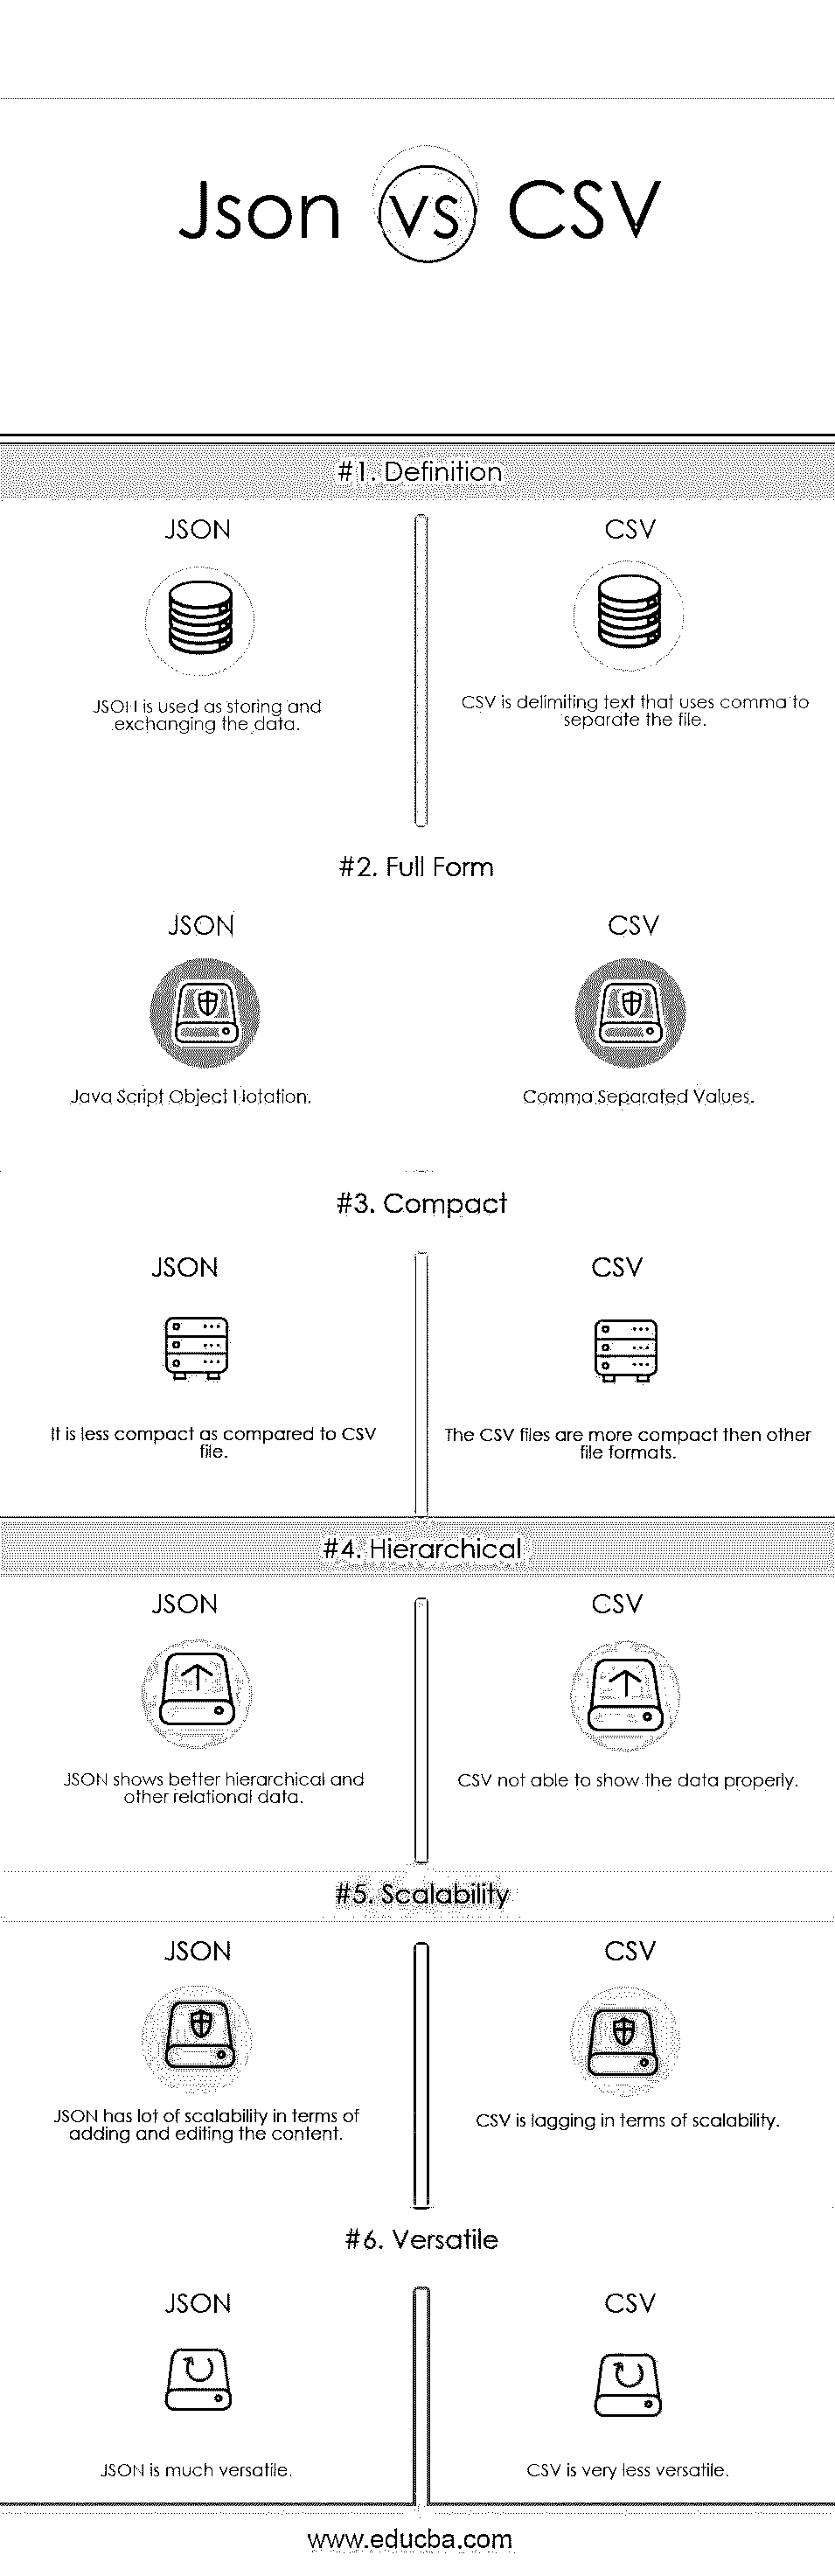 Json vs CSV
#1. Definition
JSON
JSON is used as storing and
exchanging the data.
CSV
CSV is delimiting text that uses comma to
separate the file.
#2. Full Form
JSON
Java Script Object Notation.
CSV
Comma Separated Values.
#3. Compact
JSON
It is less compact as compared to CSV
file.
CSV
The CSV files are more compact then other
file formats.
#4. Hierarchical
JSON
JSON shows better hierarchical and
other relational data.
CSV
CSV not able to show the data properly.
#5. Scalability
JSON
JSON has lot of scalability in terms of
adding and editing the content.
CSV
CSV is lagging in terms of scalability.
#6. Versatile
JSON
JSON is much versatile.
CSV
CSV is very less versatile.
www.educba.com